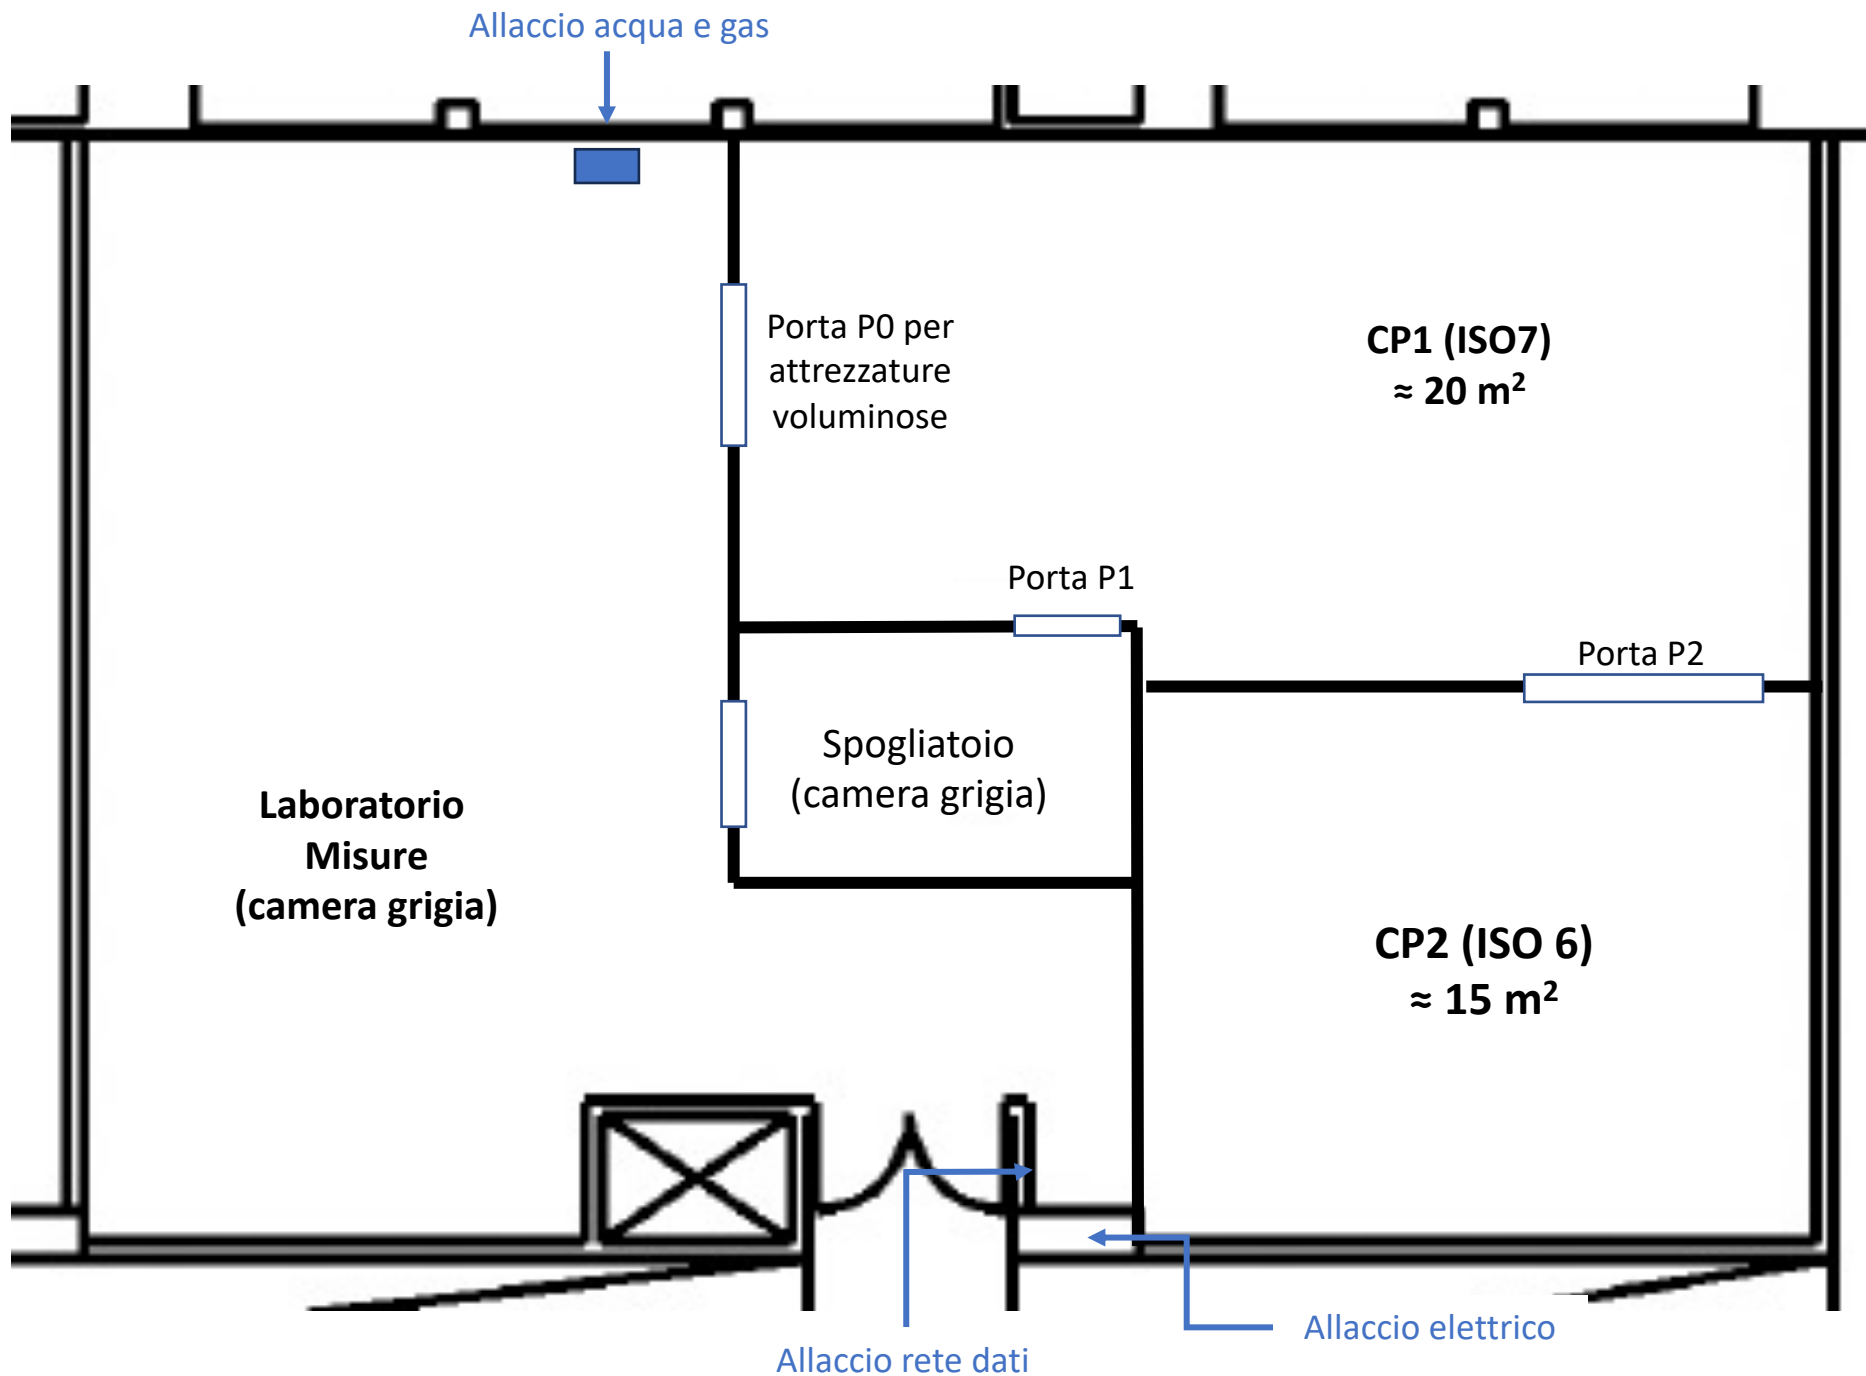 Allaccio acqua e gas
Porta P0 per
attrezzature
voluminose
CP1 (ISO7)
≈ 20 m²
Porta P1
Porta P2
Spogliatoio
(camera grigia)
Laboratorio
Misure
(camera grigia)
CP2 (ISO 6)
≈ 15 m²
Allaccio elettrico
Allaccio rete dati